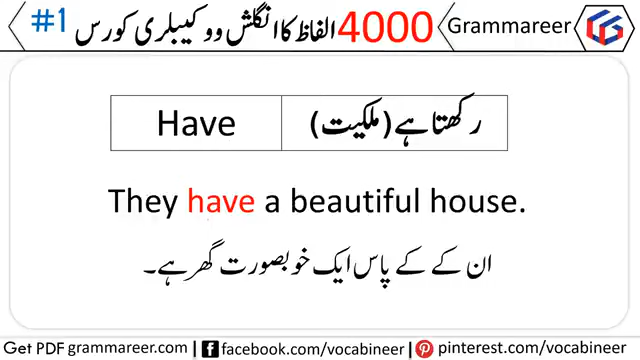 #1 4000 الفاظ کا انگلش ووکیبلری کورس Grammareer
Have رکھتا ہے (ملکیت)
They have a beautiful house.
ان کے کے پاس ایک خوبصورت گھر ہے۔
Get PDF grammareer.com | facebook.com/vocabineer | pinterest.com/vocabineer